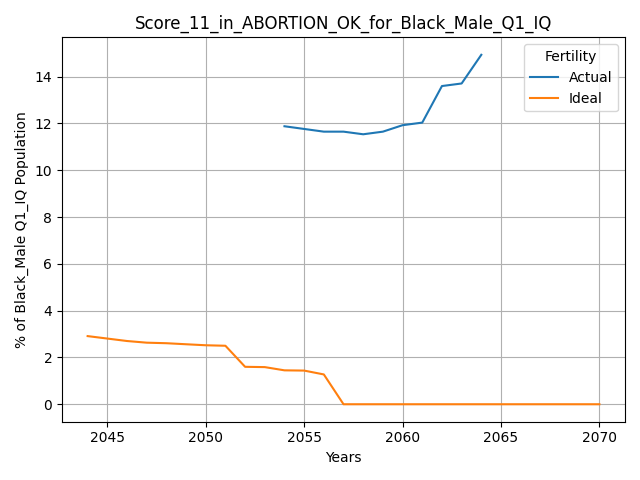 Score_11_in_ABORTION_OK_for_Black_Male_Q1_IQ
Fertility
Actual
Ideal
% of Black_Male Q1_IQ Population
14
12
10
8
6
4
2
0
2045 2050 2055 2060 2065 2070
Years